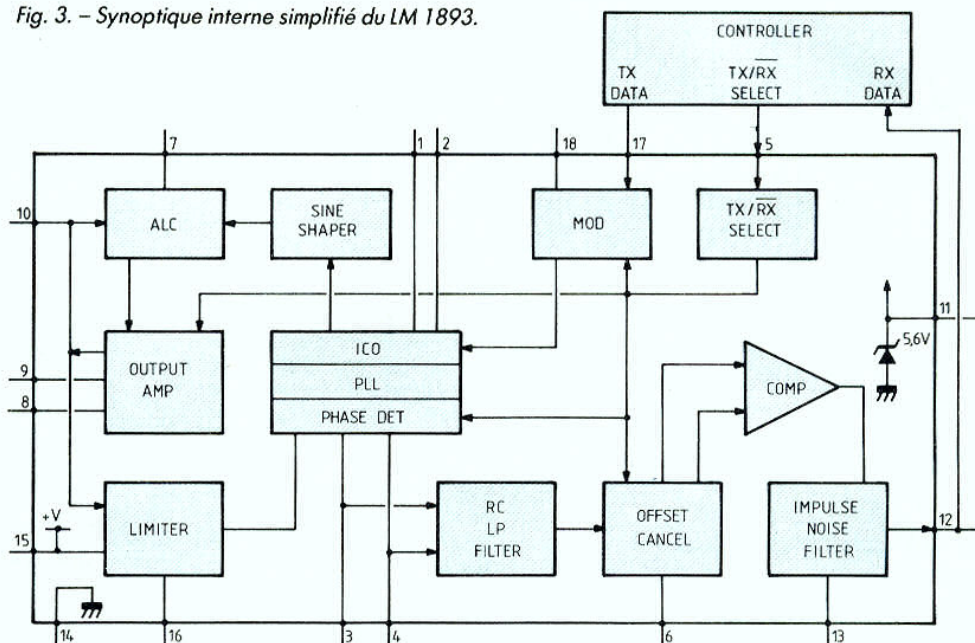 Fig. 3. – Synoptique interne simplifié du LM 1893.
CONTROLLER
TX DATA
TX/R̅X̅ SELECT
RX DATA
7
1
2
18
17
5
10
ALC
SINE SHAPER
MOD
TX/R̅X̅ SELECT
11
5,6V
ICO
PLL
PHASE DET
OUTPUT AMP
COMP
9
8
+V
LIMITER
RC LP FILTER
OFFSET CANCEL
IMPULSE NOISE FILTER
12
15
14
16
3
4
6
13